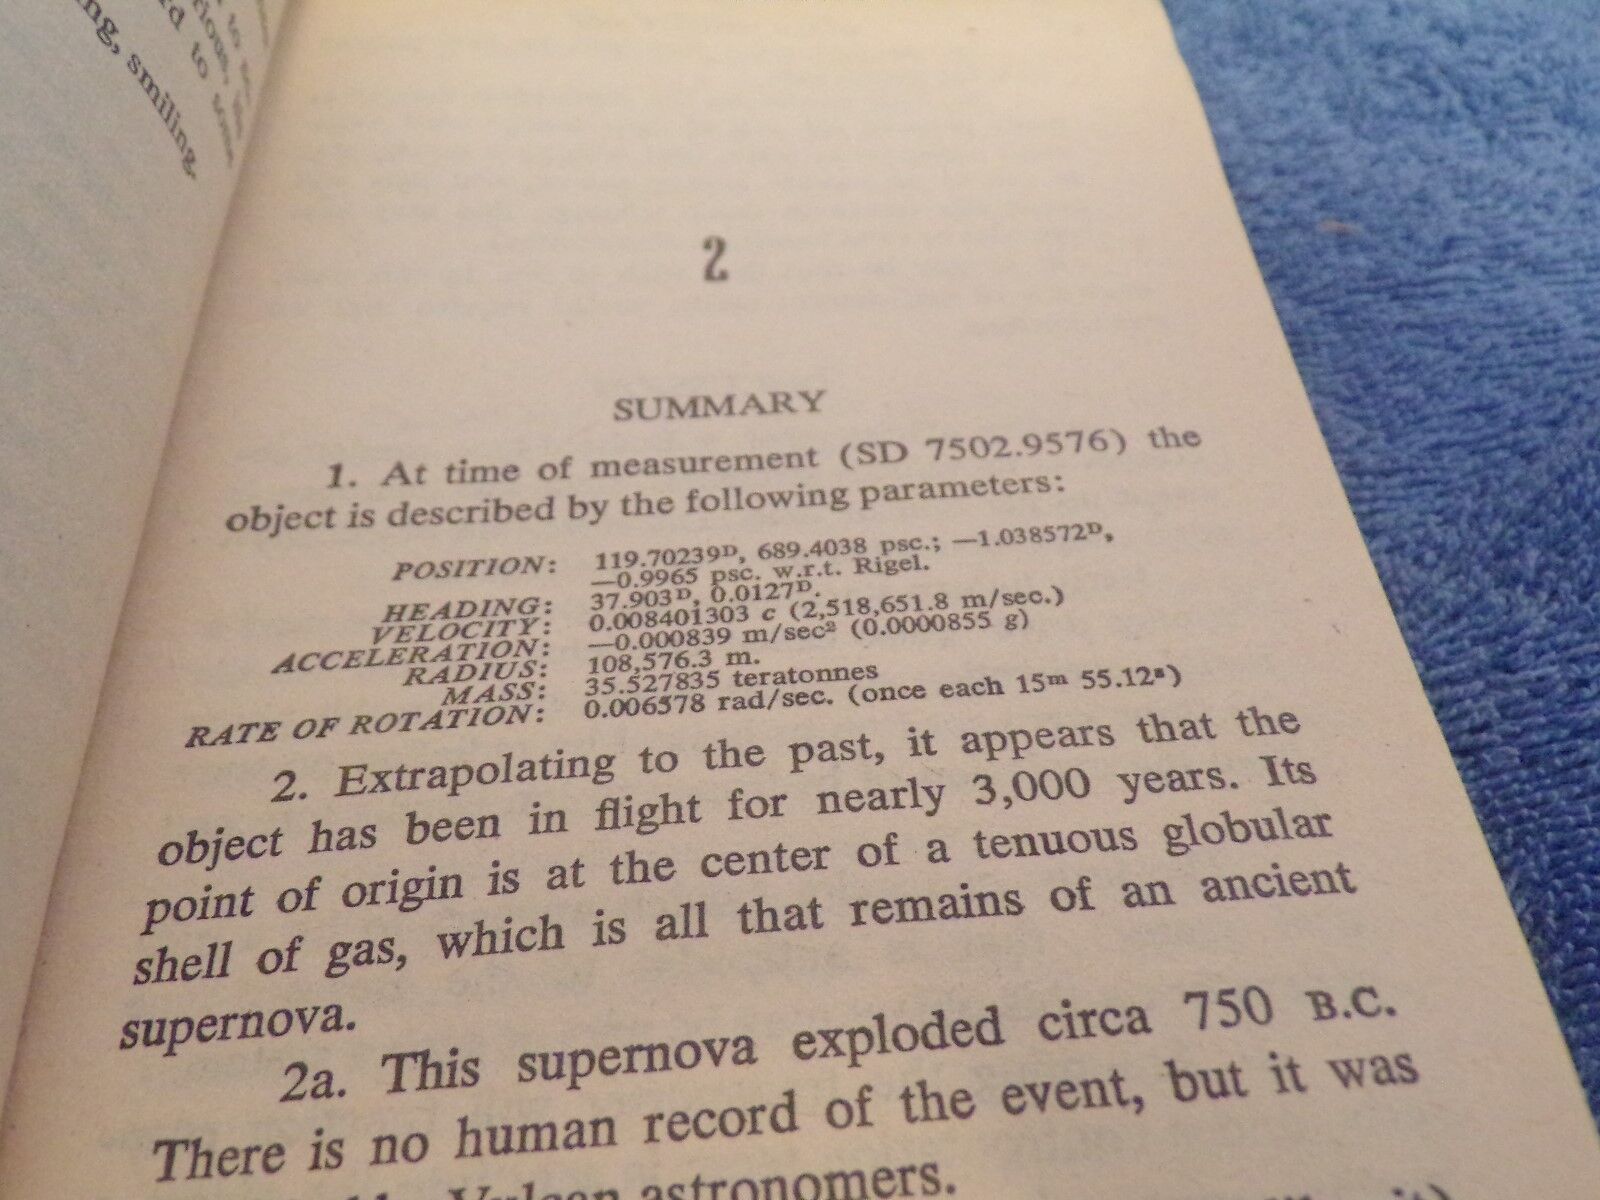 smiling,
2
SUMMARY
1. At time of measurement (SD 7502.9576) the
object is described by the following parameters:
POSITION: 119.70239ᴰ, 689.4038 psc.; —1.038572ᴰ,
—0.9965 psc. w.r.t. Rigel.
HEADING: 37.903ᴰ, 0.0127ᴰ.
VELOCITY: 0.008401303 c (2,518,651.8 m/sec.)
ACCELERATION: —0.000839 m/sec² (0.0000855 g)
RADIUS: 108,576.3 m.
MASS: 35.527835 teratonnes
RATE OF ROTATION: 0.006578 rad/sec. (once each 15ᵐ 55.12ˢ)
2. Extrapolating to the past, it appears that the
object has been in flight for nearly 3,000 years. Its
point of origin is at the center of a tenuous globular
shell of gas, which is all that remains of an ancient
supernova.
2a. This supernova exploded circa 750 B.C.
There is no human record of the event, but it was
Vulcan astronomers.